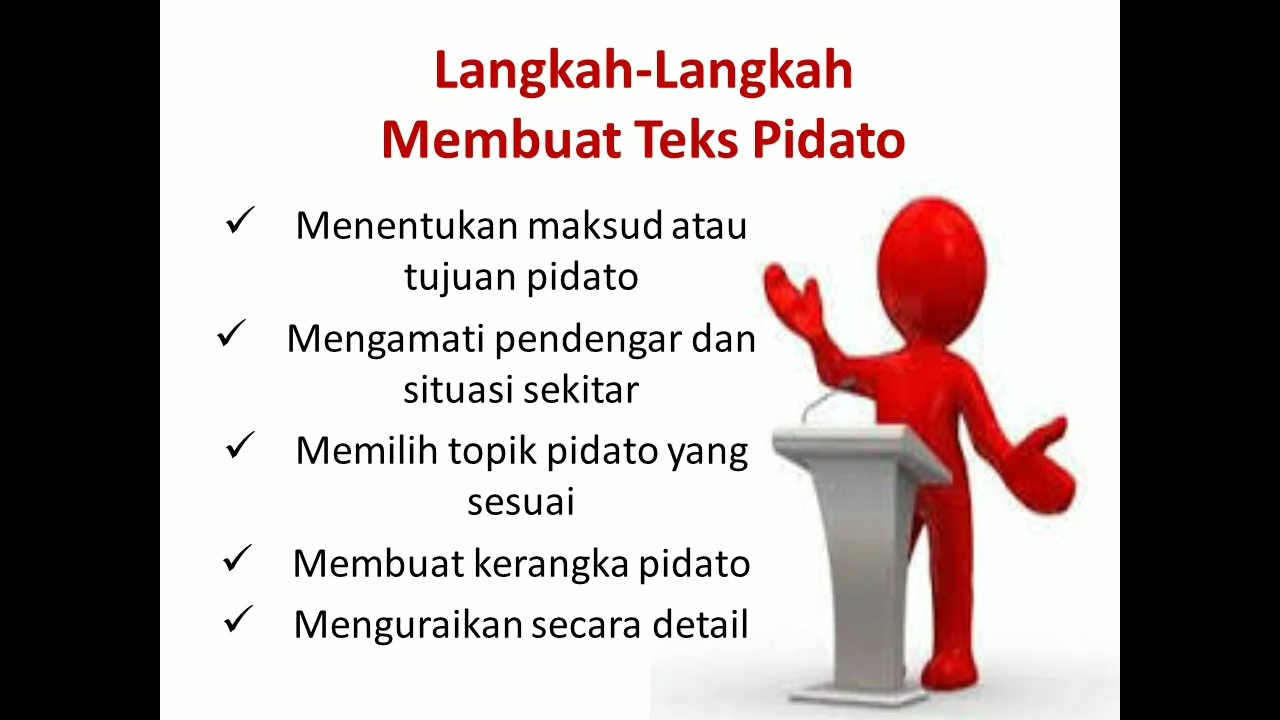 Langkah-Langkah
Membuat Teks Pidato
✓ Menentukan maksud atau
tujuan pidato
✓ Mengamati pendengar dan
situasi sekitar
✓ Memilih topik pidato yang
sesuai
✓ Membuat kerangka pidato
✓ Menguraikan secara detail